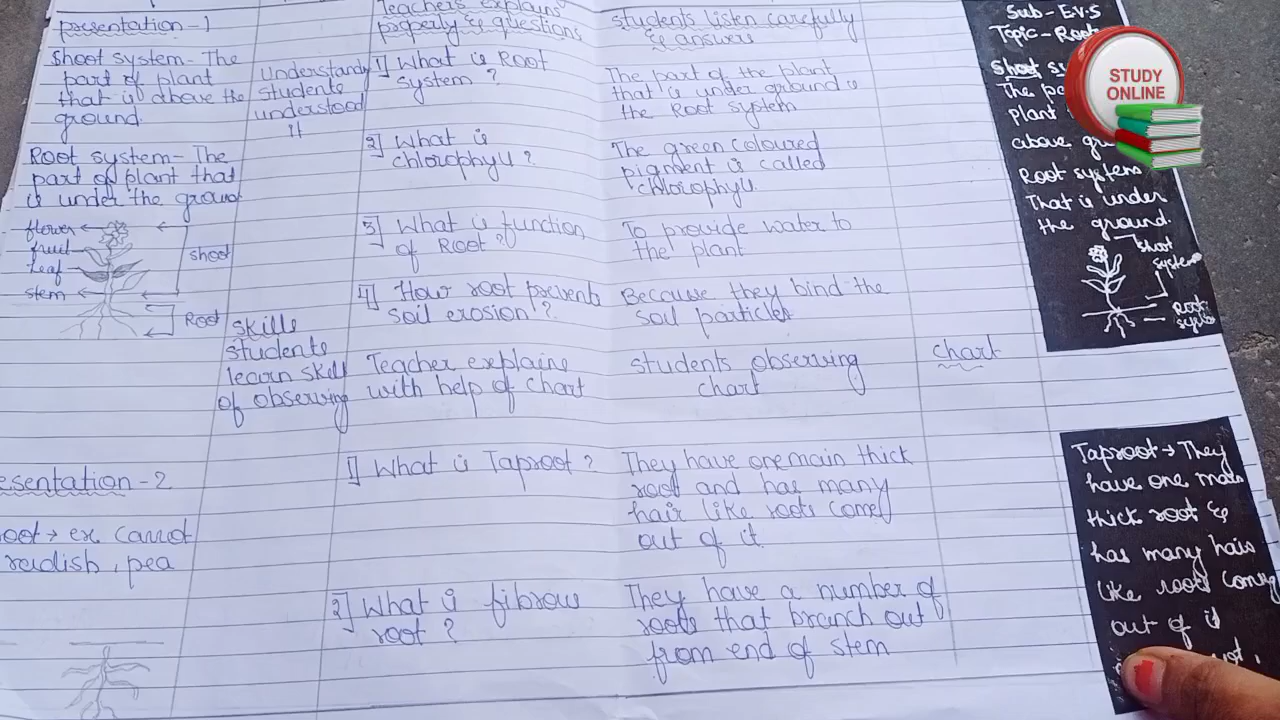 presentation - 1
Shoot system - The
part of plant
that is above the
ground.
Root system - The
part of plant that
is under the ground
flower
fruit
leaf
stem
shoot
Root
Understandy
students
understood
it
skills
students
learn skill
of observing
Teachers explains
properly & questions
1] What is Root
system ?
2] What is
chlorophyll ?
3] What is function
of Root ?
4] How root prevents
soil erosion ?
Teacher explains
with help of chart
students listen carefully
& answers
The part of the plant
that is under ground is
the Root system
The green coloured
pigment is called
chlorophyll.
To provide water to
the plant
Because they bind the
soil particles
students observing
chart
chart
Sub - E.V.S
Topic - Root
Shoot sy
The pa
plant
above gr
Root system
That is under
the ground.
shoot
system
Root
system
STUDY
ONLINE
esentation - 2
root → ex carrot
radish, pea
1] What is Taproot ?
They have one main thick
root and has many
hair like roots comes
out of it
2] What is fibrous
root ?
They have a number of
roots that branch out
from end of stem
Taproot → They
have one main
thick root &
has many hair
like roots coming
out of it